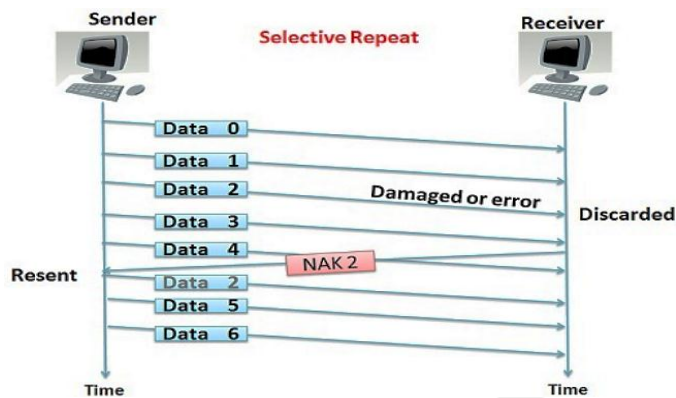 Sender
Receiver
Selective Repeat
Data 0
Data 1
Data 2
Damaged or error
Discarded
Data 3
Data 4
NAK 2
Resent
Data 2
Data 5
Data 6
Time
Time